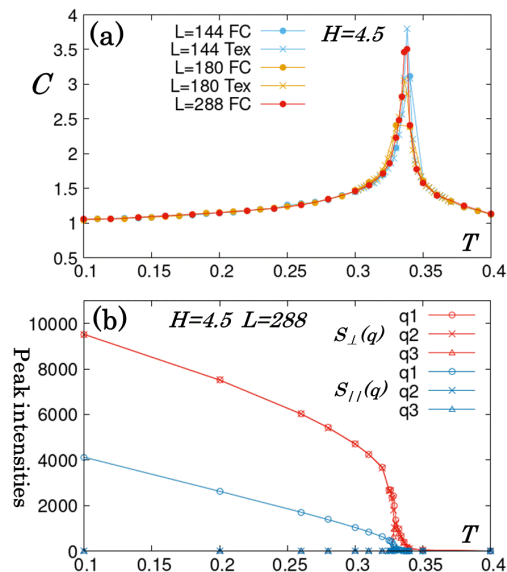 (a)
H=4.5
L=144 FC
L=144 Tex
L=180 FC
L=180 Tex
L=288 FC
C
4
3.5
3
2.5
2
1.5
1
0.5
T
0.1 0.15 0.2 0.25 0.3 0.35 0.4
(b)
H=4.5 L=288
S⊥(q)
q1
q2
q3
S//(q)
q1
q2
q3
Peak intensities
10000
8000
6000
4000
2000
0
T
0.1 0.15 0.2 0.25 0.3 0.35 0.4